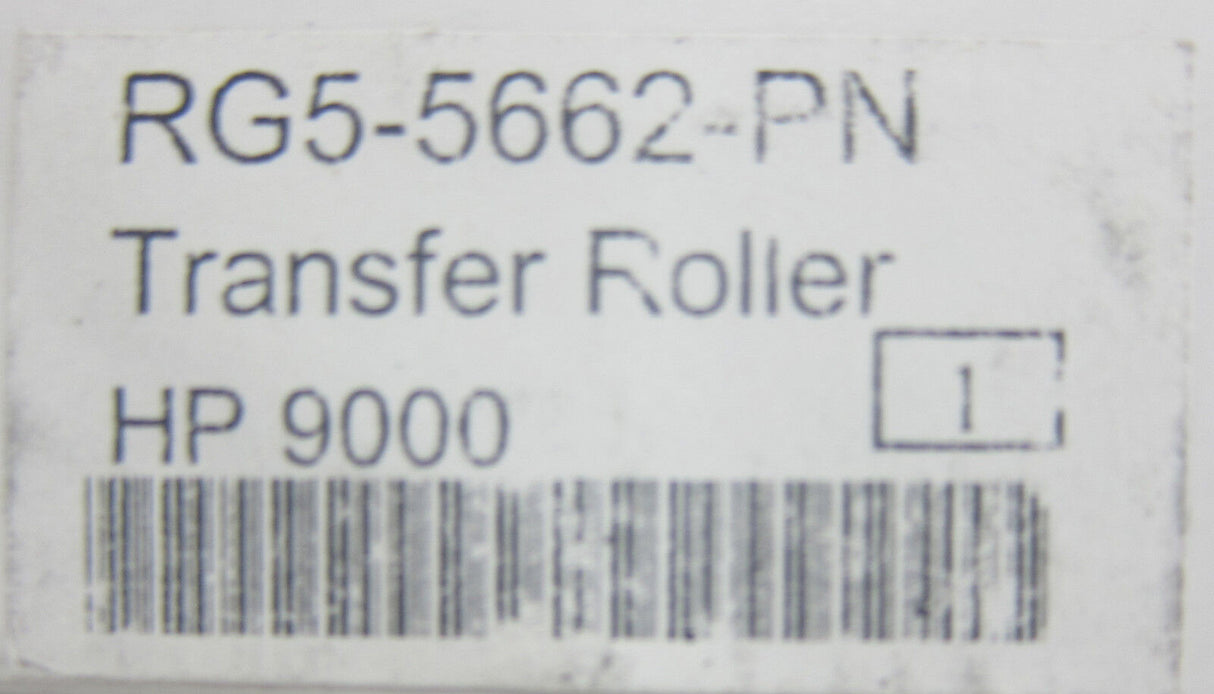 RG5-5662-PN
Transfer Roller
HP 9000
1